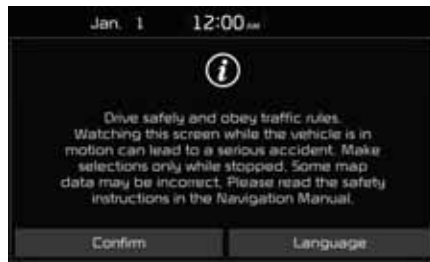 Jan. 1 12:00 AM
i
Drive safely and obey traffic rules.
Watching this screen while the vehicle is in
motion can lead to a serious accident. Make
selections only while stopped. Some map
data may be incorrect. Please read the safety
instructions in the Navigation Manual.
Confirm Language